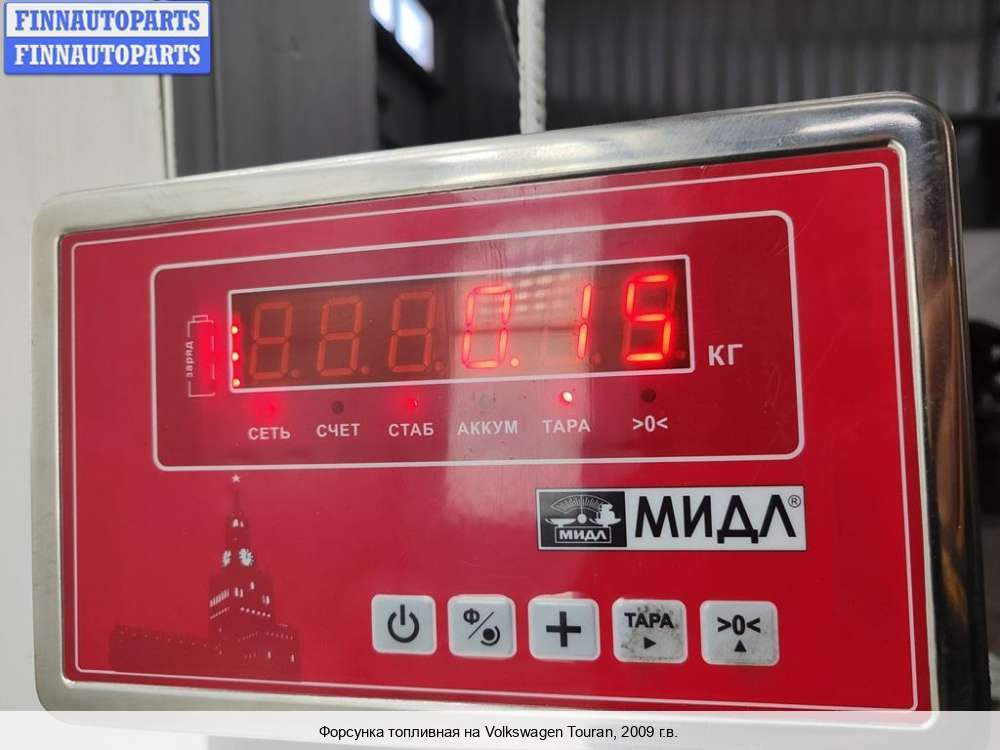 FINNAUTOPARTS
FINNAUTOPARTS
заряд
0.15
КГ
СЕТЬ СЧЕТ СТАБ АККУМ ТАРА >0<
МИДЛ
МИДЛ®
Ф
ТАРА
>0<
Форсунка топливная на Volkswagen Touran, 2009 г.в.